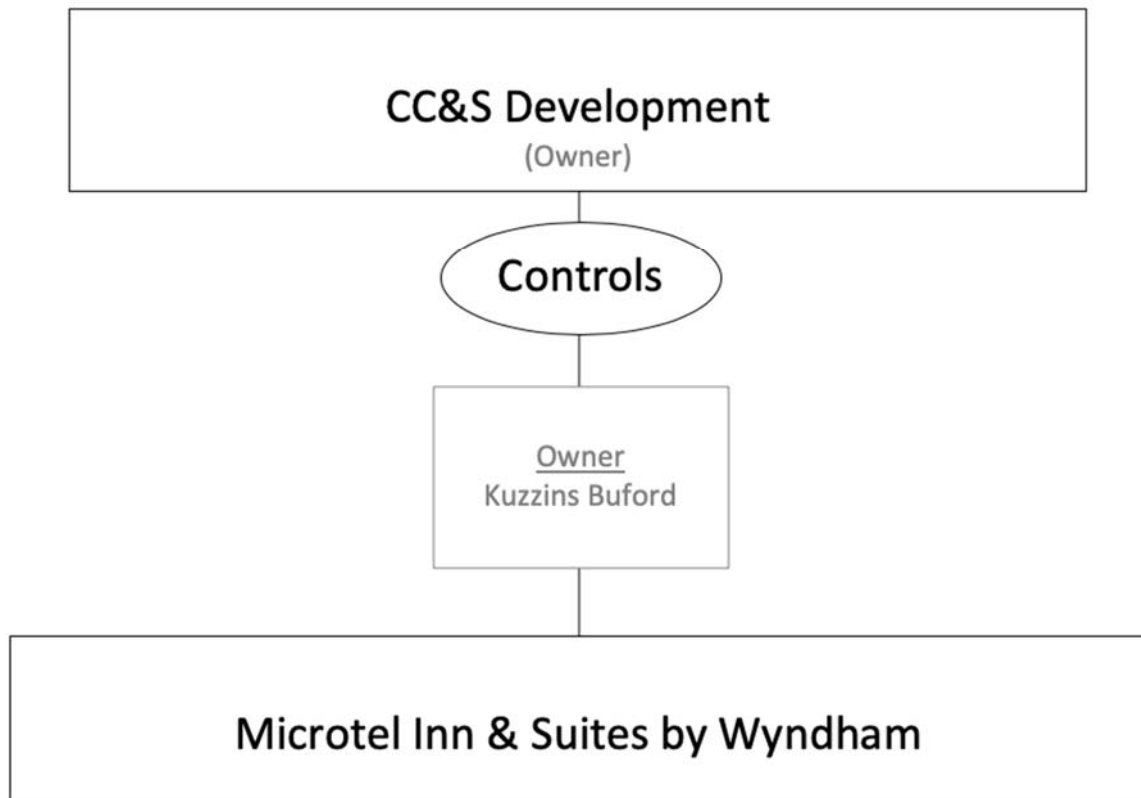 CC&S Development
(Owner)
Controls
Owner
Kuzzins Buford
Microtel Inn & Suites by Wyndham